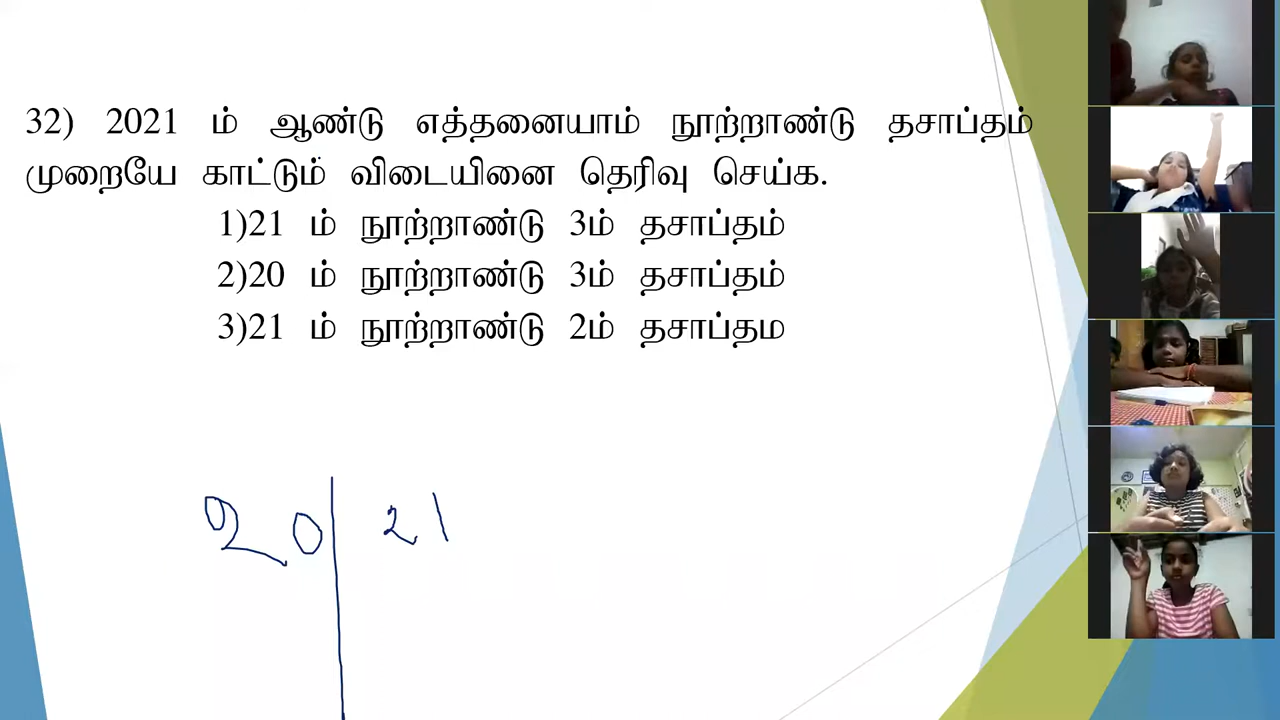 32) 2021 ம் ஆண்டு எத்தனையாம் நூற்றாண்டு தசாப்தம்
முறையே காட்டும் விடையினை தெரிவு செய்க.
1)21 ம் நூற்றாண்டு 3ம் தசாப்தம்
2)20 ம் நூற்றாண்டு 3ம் தசாப்தம்
3)21 ம் நூற்றாண்டு 2ம் தசாப்தம
20 21